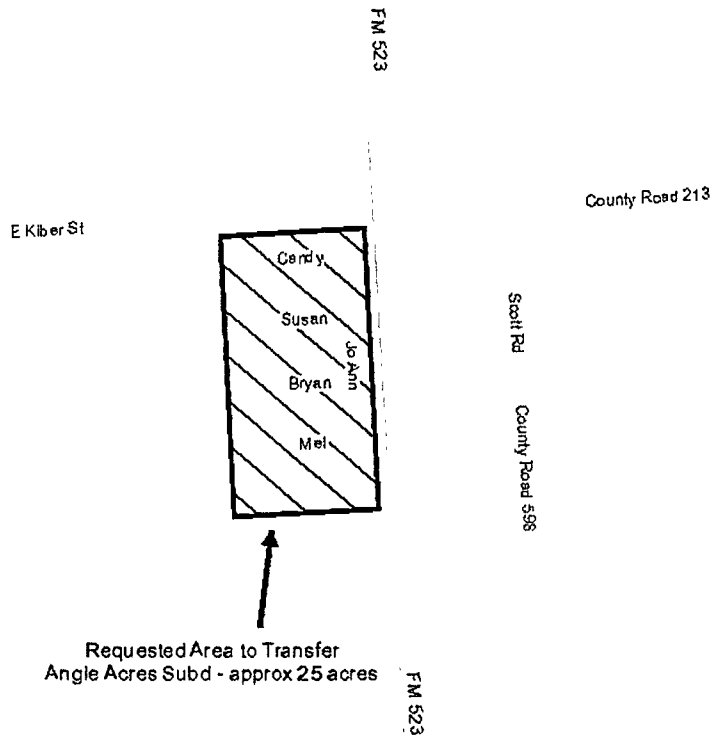 FM 523
County Road 213
E Kiber St
Candy
Scott Rd
Susan
Jo Ann
Bryan
County Road 598
Mel
Requested Area to Transfer
Angle Acres Subd - approx 25 acres
FM 523